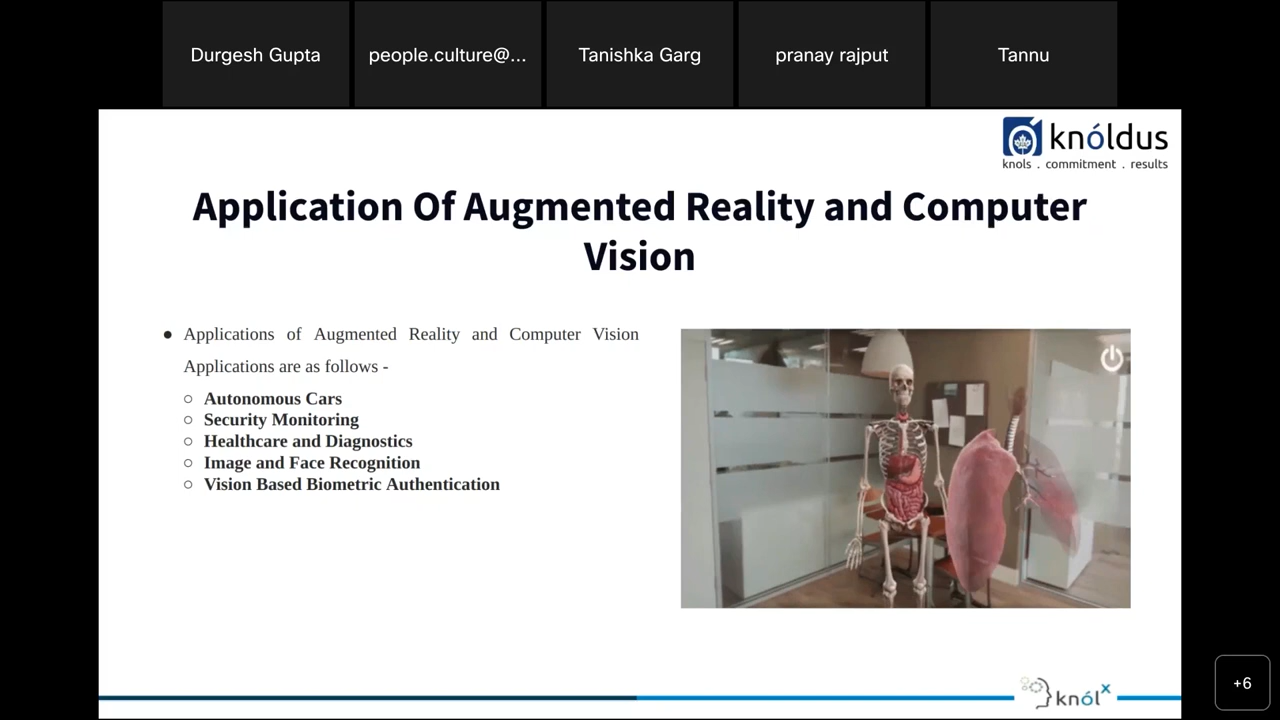 Durgesh Gupta
people.culture@...
Tanishka Garg
pranay rajput
Tannu
knóldus
knols . commitment . results
Application Of Augmented Reality and Computer
Vision
● Applications of Augmented Reality and Computer Vision
Applications are as follows -
○ Autonomous Cars
○ Security Monitoring
○ Healthcare and Diagnostics
○ Image and Face Recognition
○ Vision Based Biometric Authentication
knólx
+6